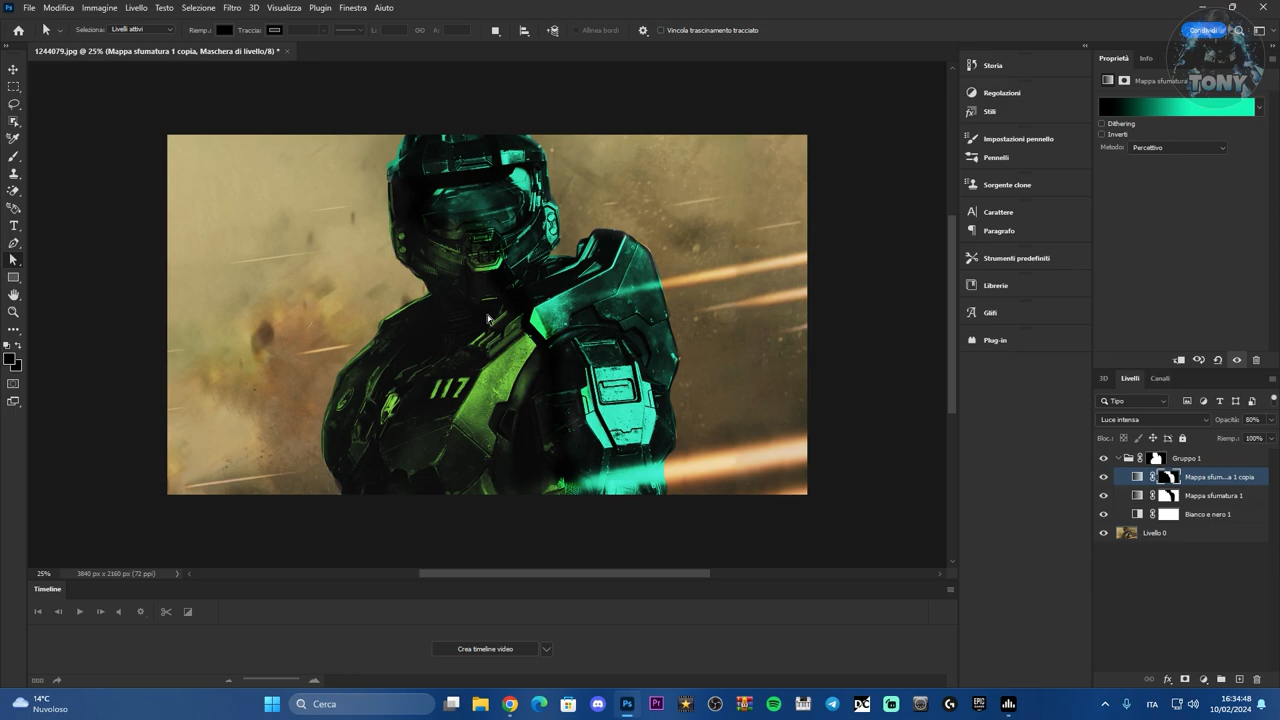 File Modifica Immagine Livello Testo Selezione Filtro 3D Visualizza Plugin Finestra Aiuto
Seleziona: Livelli attivi Riemp.: Traccia: L: A: Allinea bordi Vincola trascinamento tracciato Condividi
1244079.jpg @ 25% (Mappa sfumatura 1 copia, Maschera di livello/8) *
Storia
Regolazioni
Stili
Impostazioni pennello
Pennelli
Sorgente clone
Carattere
Paragrafo
Strumenti predefiniti
Librerie
Glifi
Plug-in
Proprietà Info
Mappa sfumatura
TONY
Dithering
Inverti
Metodo: Percettivo
117
3D Livelli Canali
Tipo
Luce intensa Opacità: 80%
Bloc.: Riemp.: 100%
Gruppo 1
Mappa sfum...a 1 copia
Mappa sfumatura 1
Bianco e nero 1
Livello 0
25% 3840 px x 2160 px (72 ppi)
Timeline
Crea timeline video
14°C
Nuvoloso
Cerca
ITA
16:34:48
10/02/2024